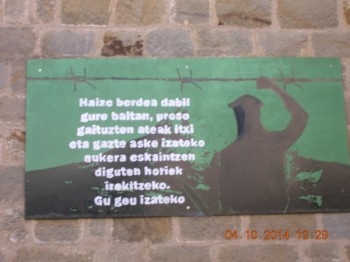 Haize berdea dabil
gure baitan, preso
gaituzten ateak itxi
eta gazte aske izateko
aukera eskaintzen
diguten horiek
irekitzeko.
Gu geu izateko
04.10.2014 19:29